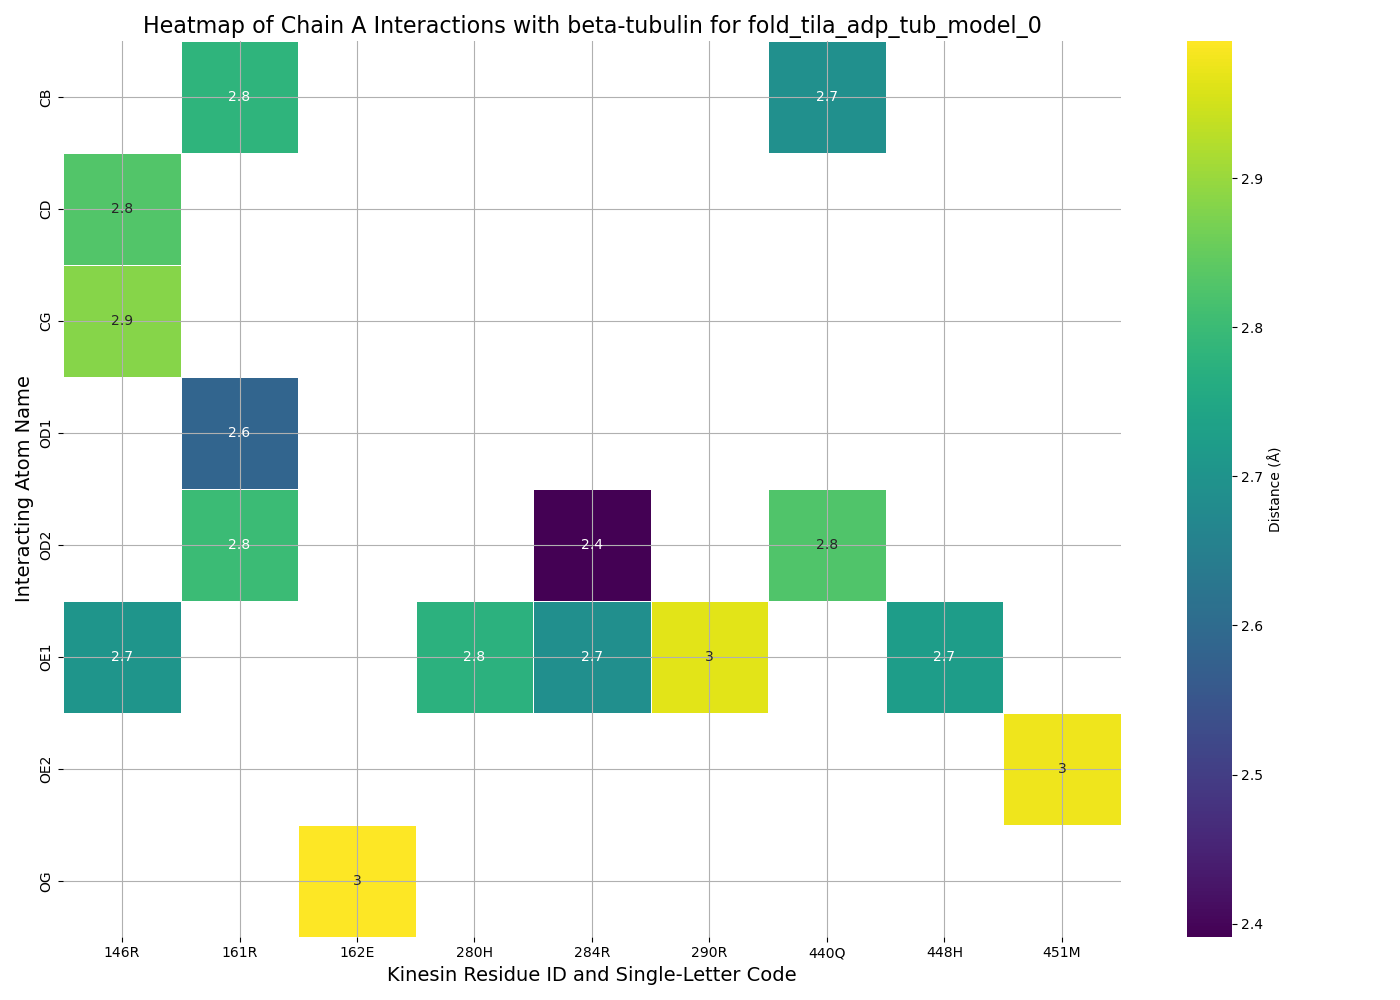 Heatmap of Chain A Interactions with beta-tubulin for fold_tila_adp_tub_model_0
Interacting Atom Name
CB
CD
CG
OD1
OD2
OE1
OE2
OG
2.8
2.7
2.8
2.9
2.6
2.8
2.4
2.8
2.7
2.8
2.7
3
2.7
3
3
146R
161R
162E
280H
284R
290R
440Q
448H
451M
Kinesin Residue ID and Single-Letter Code
2.9
2.8
2.7
2.6
2.5
2.4
Distance (Å)